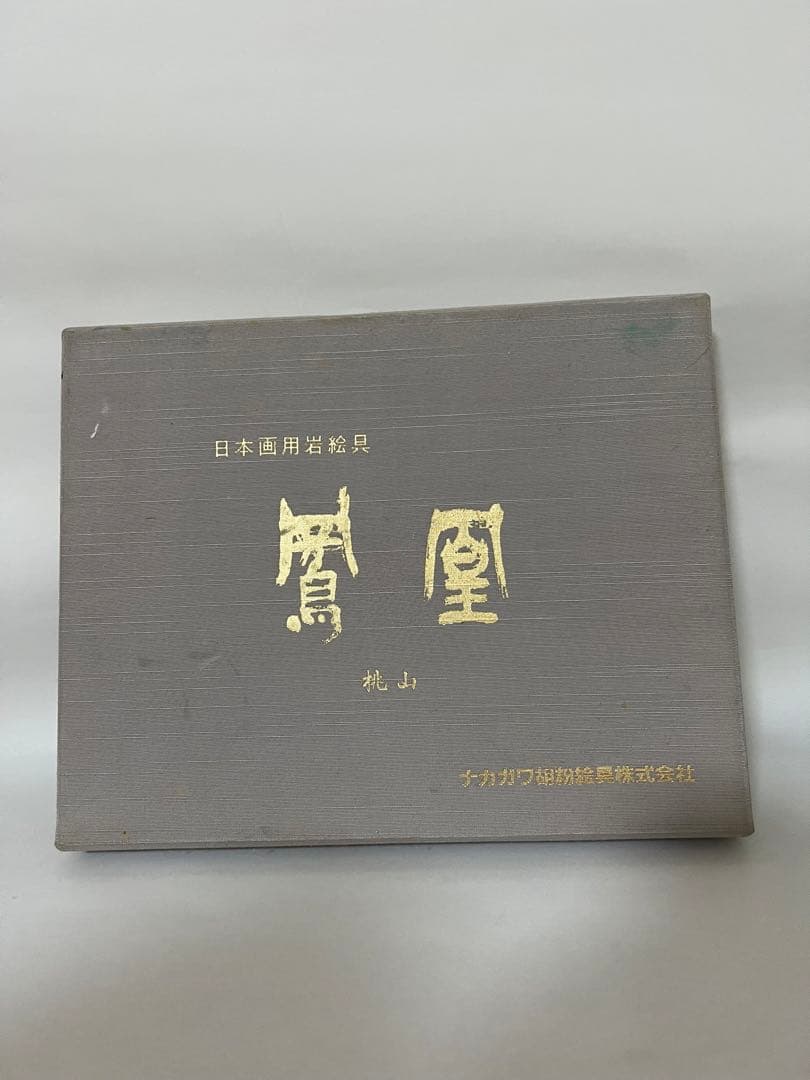 日本画用岩絵具
鳳凰
桃山
ナカガワ胡粉絵具株式会社